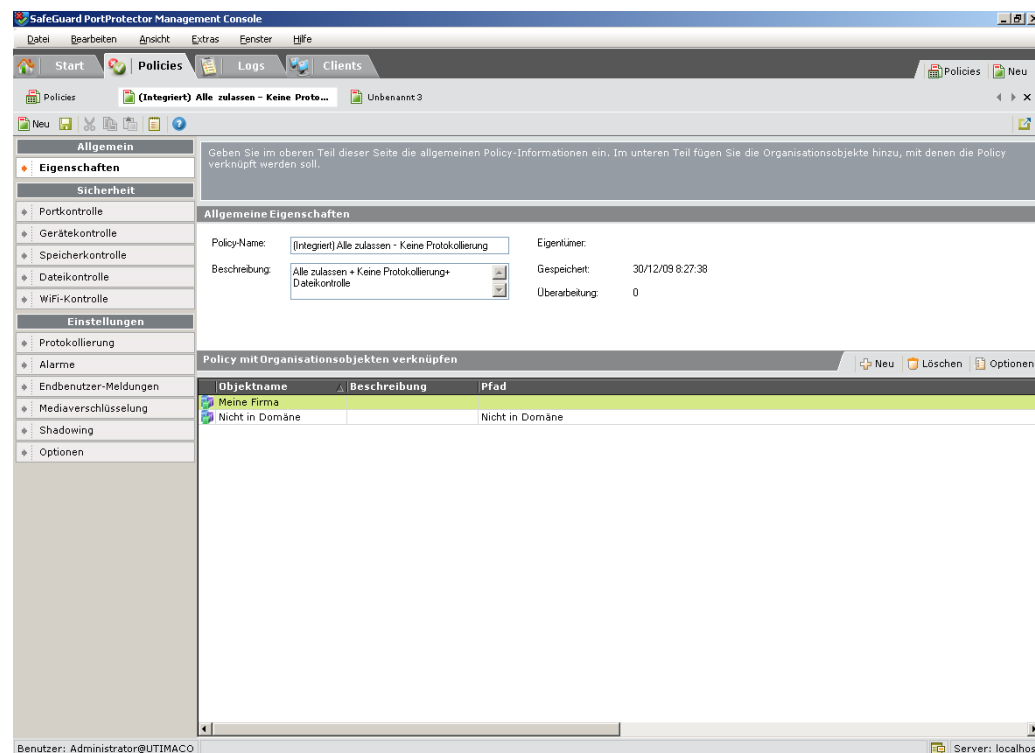 SafeGuard PortProtector Management Console
Datei Bearbeiten Ansicht Extras Fenster Hilfe
Start Policies Logs Clients Policies Neu
Policies (Integriert) Alle zulassen - Keine Proto... Unbenannt 3
Neu
Allgemein
Eigenschaften
Sicherheit
Portkontrolle
Gerätekontrolle
Speicherkontrolle
Dateikontrolle
WiFi-Kontrolle
Einstellungen
Protokollierung
Alarme
Endbenutzer-Meldungen
Mediaverschlüsselung
Shadowing
Optionen
Geben Sie im oberen Teil dieser Seite die allgemeinen Policy-Informationen ein. Im unteren Teil fügen Sie die Organisationsobjekte hinzu, mit denen die Policy
verknüpft werden soll.
Allgemeine Eigenschaften
Policy-Name: (Integriert) Alle zulassen - Keine Protokollierung Eigentümer:
Beschreibung: Alle zulassen + Keine Protokollierung+ Gespeichert: 30/12/09 8:27:38
Dateikontrolle
Überarbeitung: 0
Policy mit Organisationsobjekten verknüpfen Neu Löschen Optionen
Objektname Beschreibung Pfad
Meine Firma
Nicht in Domäne Nicht in Domäne
Benutzer: Administrator@UTIMACO Server: localhos